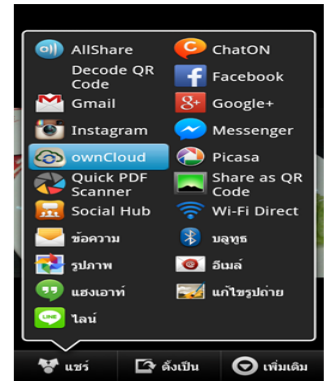 AllShare
ChatON
Decode QR
Code
Facebook
Gmail
Google+
Instagram
Messenger
ownCloud
Picasa
Quick PDF
Scanner
Share as QR
Code
Social Hub
Wi-Fi Direct
ข้อความ
บลูทูธ
รูปภาพ
อีเมล์
แฮงเอาท์
แก้ไขรูปถ่าย
ไลน์
แชร์
ตั้งเป็น
เพิ่มเติม